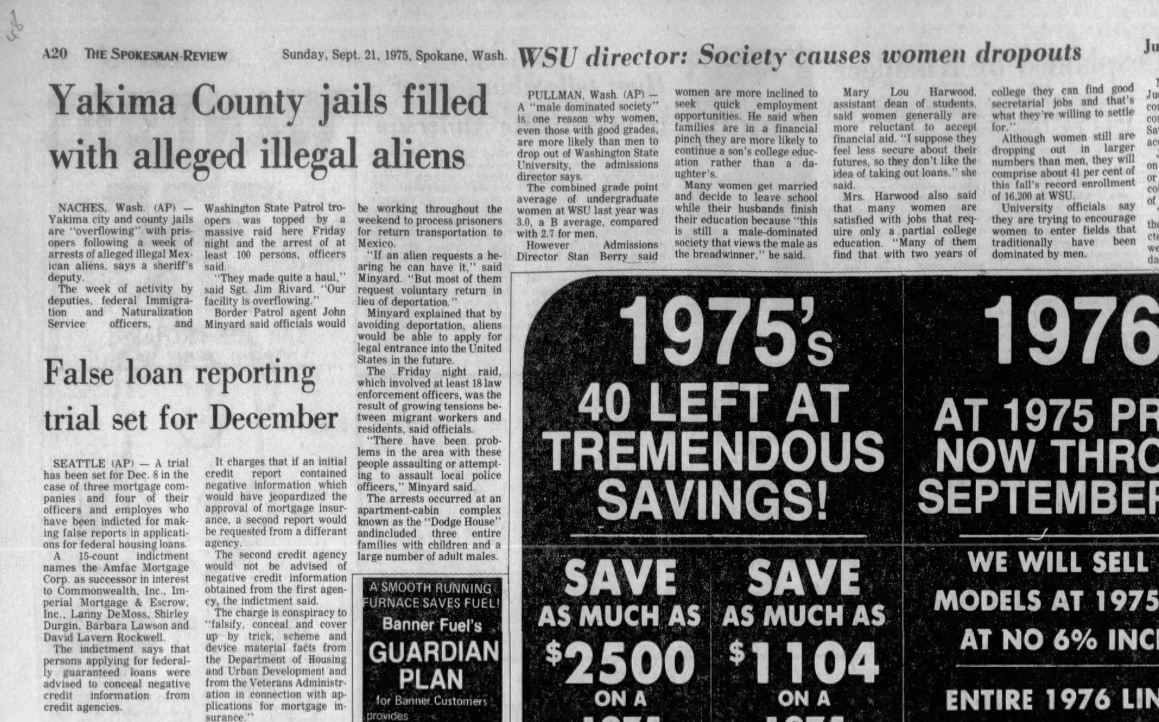 A20 THE SPOKESMAN-REVIEW Sunday, Sept. 21, 1975, Spokane, Wash.
Yakima County jails filled
with alleged illegal aliens
NACHES, Wash. (AP) —
Yakima city and county jails
are "overflowing" with pris-
oners following a week of
arrests of alleged illegal Mex-
ican aliens, says a sheriff's
deputy.
The week of activity by
deputies, federal Immigra-
tion and Naturalization
Service officers, and
Washington State Patrol tro-
opers was topped by a
massive raid here Friday
night and the arrest of at
least 100 persons, officers
said.
"They made quite a haul,"
said Sgt. Jim Rivard. "Our
facility is overflowing."
Border Patrol agent John
Minyard said officials would
be working throughout the
weekend to process prisoners
for return transportation to
Mexico.
"If an alien requests a he-
aring he can have it," said
Minyard. "But most of them
request voluntary return in
lieu of deportation."
Minyard explained that by
avoiding deportation, aliens
would be able to apply for
legal entrance into the United
States in the future.
The Friday night raid,
which involved at least 18 law
enforcement officers, was the
result of growing tensions be-
tween migrant workers and
residents, said officials.
"There have been prob-
lems in the area with these
people assaulting or attempt-
ing to assault local police
officers," Minyard said.
The arrests occurred at an
apartment-cabin complex
known as the "Dodge House"
andincluded three entire
families with children and a
large number of adult males.
False loan reporting
trial set for December
SEATTLE (AP) — A trial
has been set for Dec. 8 in the
case of three mortgage com-
panies and four of their
officers and employes who
have been indicted for mak-
ing false reports in applicati-
ons for federal housing loans.
A 15-count indictment
names the Amfac Mortgage
Corp. as successor in interest
to Commonwealth, Inc., Im-
perial Mortgage & Escrow,
Inc., Lanny DeMoss, Shirley
Durgin, Barbara Lawson and
David Lavern Rockwell.
The indictment says that
persons applying for federal-
ly guaranteed loans were
advised to conceal negative
credit information from
credit agencies.
It charges that if an initial
credit report contained
negative information which
would have jeopardized the
approval of mortgage insur-
ance, a second report would
be requested from a differant
agency.
The second credit agency
would not be advised of
negative credit information
obtained from the first agen-
cy, the indictment said.
The charge is conspiracy to
"falsify, conceal and cover
up by trick, scheme and
device material facts from
the Department of Housing
and Urban Development and
from the Veterans Administr-
ation in connection with ap-
plications for mortgage in-
surance."
WSU director: Society causes women dropouts
PULLMAN, Wash. (AP) —
A "male dominated society"
is one reason why women,
even those with good grades,
are more likely than men to
drop out of Washington State
University, the admissions
director says.
The combined grade point
average of undergraduate
women at WSU last year was
3.0, a B average, compared
with 2.7 for men.
However Admissions
Director Stan Berry said
women are more inclined to
seek quick employment
opportunities. He said when
families are in a financial
pinch they are more likely to
continue a son's college educ-
ation rather than a da-
ughter's.
Many women get married
and decide to leave school
while their husbands finish
their education because "this
is still a male-dominated
society that views the male as
the breadwinner," he said.
Mary Lou Harwood,
assistant dean of students,
said women generally are
more reluctant to accept
financial aid. "I suppose they
feel less secure about their
futures, so they don't like the
idea of taking out loans," she
said.
Mrs. Harwood also said
that many women are
satisfied with jobs that req-
uire only a partial college
education. "Many of them
find that with two years of
college they can find good
secretarial jobs and that's
what they're willing to settle
for."
Although women still are
dropping out in larger
numbers than men, they will
comprise about 41 per cent of
this fall's record enrollment
of 16,200 at WSU.
University officials say
they are trying to encourage
women to enter fields that
traditionally have been
dominated by men.
A SMOOTH RUNNING
FURNACE SAVES FUEL!
Banner Fuel's
GUARDIAN
PLAN
for Banner Customers
provides
1975's
40 LEFT AT
TREMENDOUS
SAVINGS!
SAVE
AS MUCH AS
$2500
ON A
SAVE
AS MUCH AS
$1104
ON A
1976
AT 1975 PR
NOW THRO
SEPTEMBER
WE WILL SELL
MODELS AT 1975
AT NO 6% INC
ENTIRE 1976 LIN